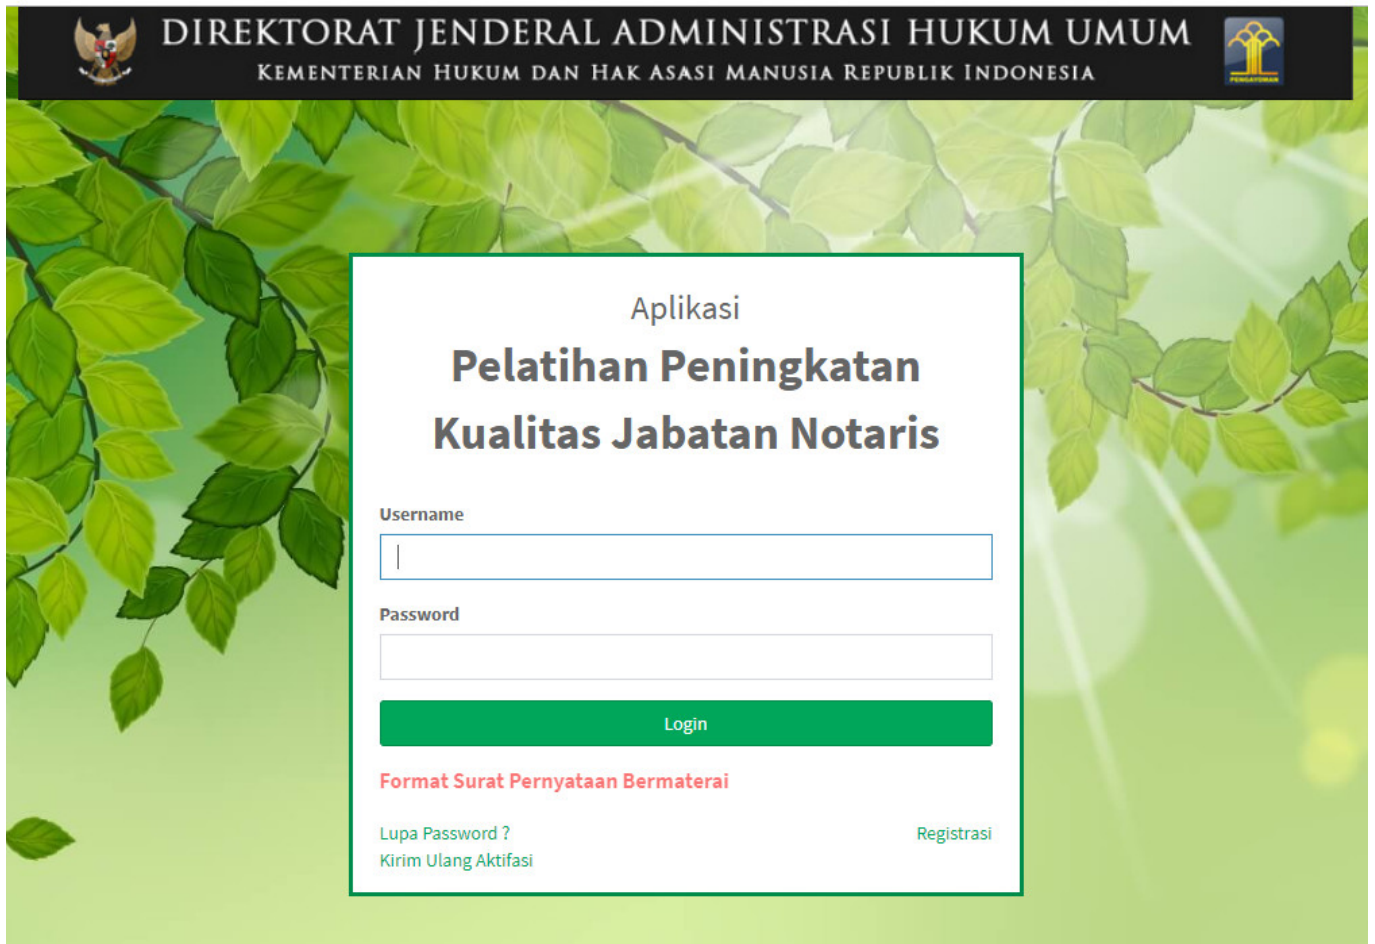 DIREKTORAT JENDERAL ADMINISTRASI HUKUM UMUM
KEMENTERIAN HUKUM DAN HAK ASASI MANUSIA REPUBLIK INDONESIA
PENGAYOMAN
Aplikasi
Pelatihan Peningkatan
Kualitas Jabatan Notaris
Username
Password
Login
Format Surat Pernyataan Bermaterai
Lupa Password ?
Registrasi
Kirim Ulang Aktifasi